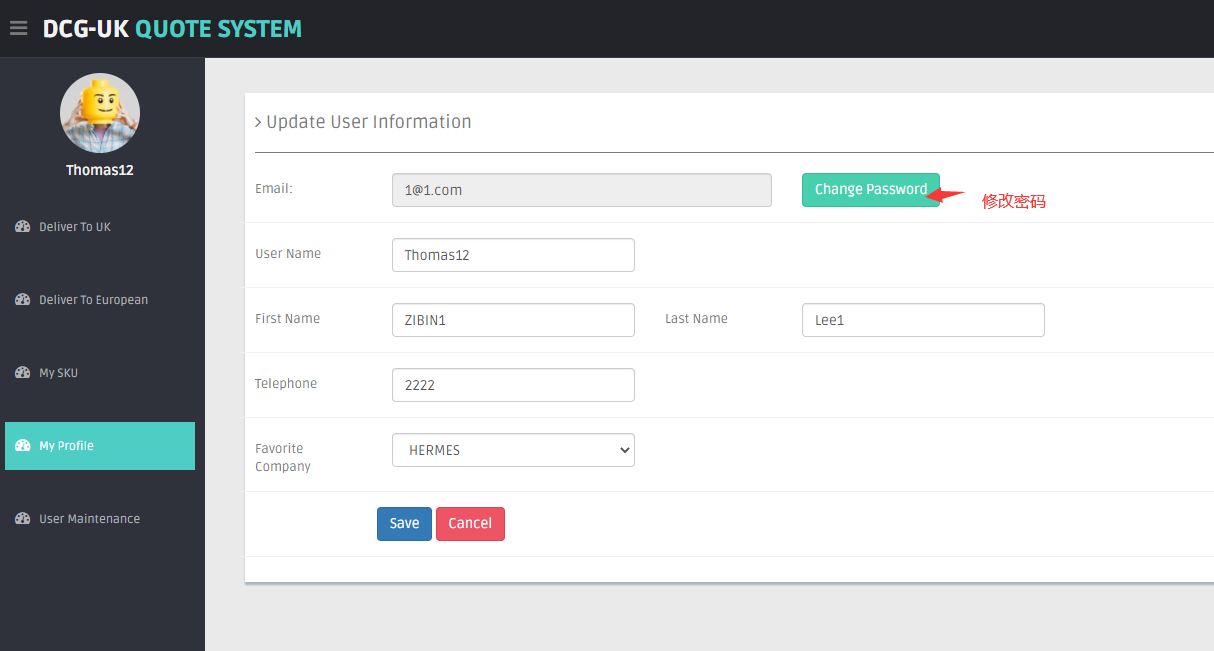 DCG-UK QUOTE SYSTEM
Thomas12
Deliver To UK
Deliver To European
My SKU
My Profile
User Maintenance
> Update User Information
Email:
1@1.com
Change Password
修改密码
User Name
Thomas12
First Name
ZIBIN1
Last Name
Lee1
Telephone
2222
Favorite
Company
HERMES
Save
Cancel